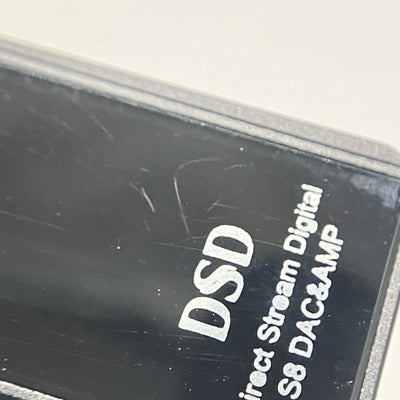 DSD
irect Stream Digital
S8 DAC&AMP